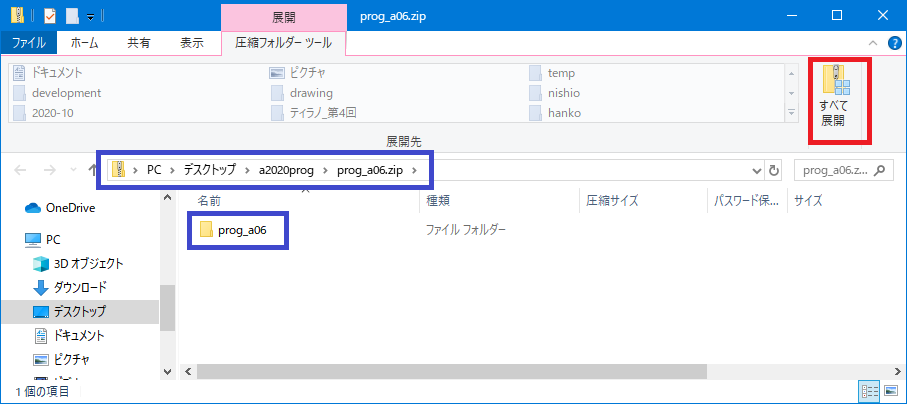 展開
prog_a06.zip
ファイル
ホーム
共有
表示
圧縮フォルダー ツール
ドキュメント
ピクチャ
temp
development
drawing
nishio
2020-10
ティラノ_第4回
hanko
すべて
展開
展開先
PC > デスクトップ > a2020prog > prog_a06.zip >
prog_a06.z...
名前
種類
圧縮サイズ
パスワード保...
サイズ
prog_a06
ファイル フォルダー
OneDrive
PC
3D オブジェクト
ダウンロード
デスクトップ
ドキュメント
ピクチャ
1 個の項目